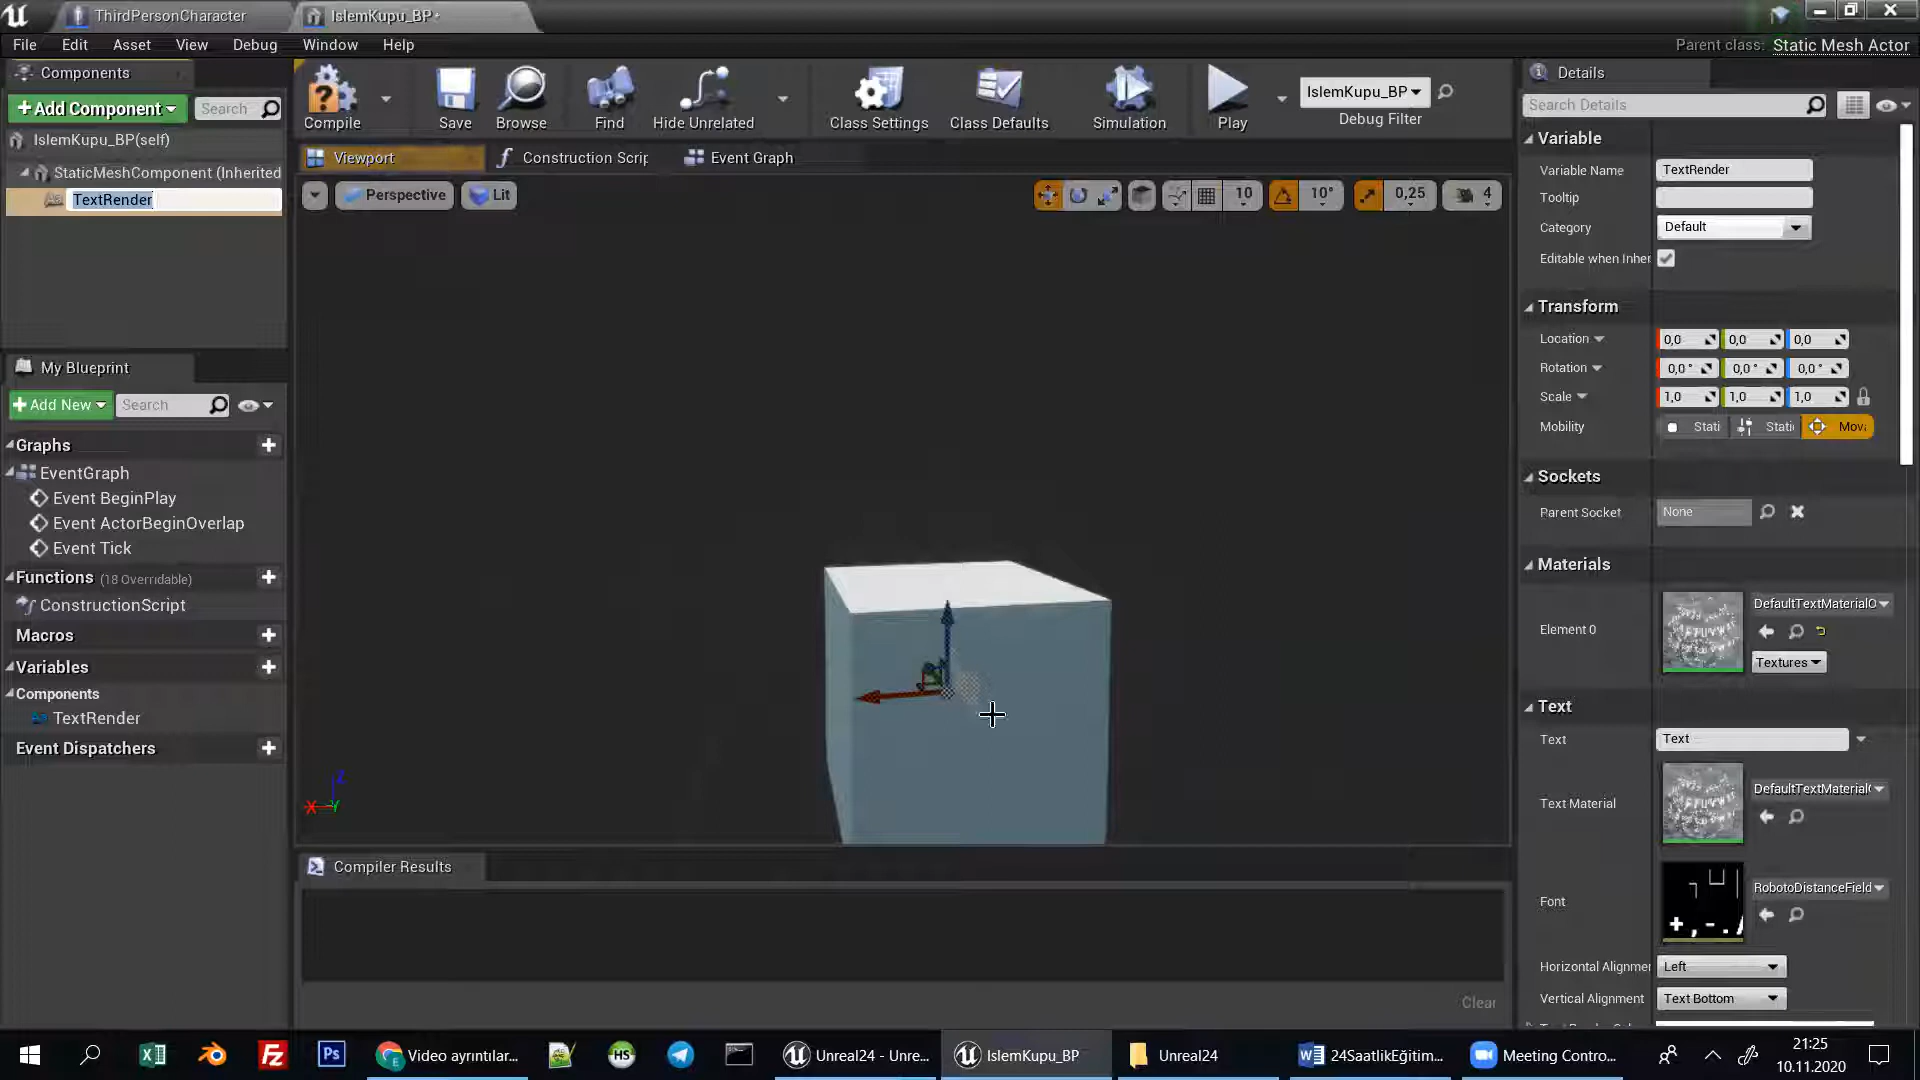 ThirdPersonCharacter
IslemKupu_BP*
File Edit Asset View Debug Window Help
Parent class: Static Mesh Actor
Components
Add Component
Search
IslemKupu_BP(self)
StaticMeshComponent (Inherited
TextRender
My Blueprint
Add New
Search
Graphs
EventGraph
Event BeginPlay
Event ActorBeginOverlap
Event Tick
Functions (18 Overridable)
ConstructionScript
Macros
Variables
Components
TextRender
Event Dispatchers
Compile
Save
Browse
Find
Hide Unrelated
Class Settings
Class Defaults
Simulation
Play
IslemKupu_BP
Debug Filter
Viewport
Construction Scrip
Event Graph
Perspective
Lit
10
10°
0,25
4
Z
X
Y
Compiler Results
Clear
Details
Search Details
Variable
Variable Name TextRender
Tooltip
Category Default
Editable when Inher
Transform
Location 0,0 0,0 0,0
Rotation 0,0 ° 0,0 ° 0,0 °
Scale 1,0 1,0 1,0
Mobility Stati Static Mova
Sockets
Parent Socket None
Materials
Element 0 DefaultTextMaterialO
Textures
Text
Text Text
Text Material DefaultTextMaterial
Font RobotoDistanceField
Horizontal Alignmer Left
Vertical Alignment Text Bottom
Video ayrıntılar...
Unreal24 - Unre...
IslemKupu_BP
Unreal24
24SaatlikEğitim...
Meeting Contro...
21:25
10.11.2020